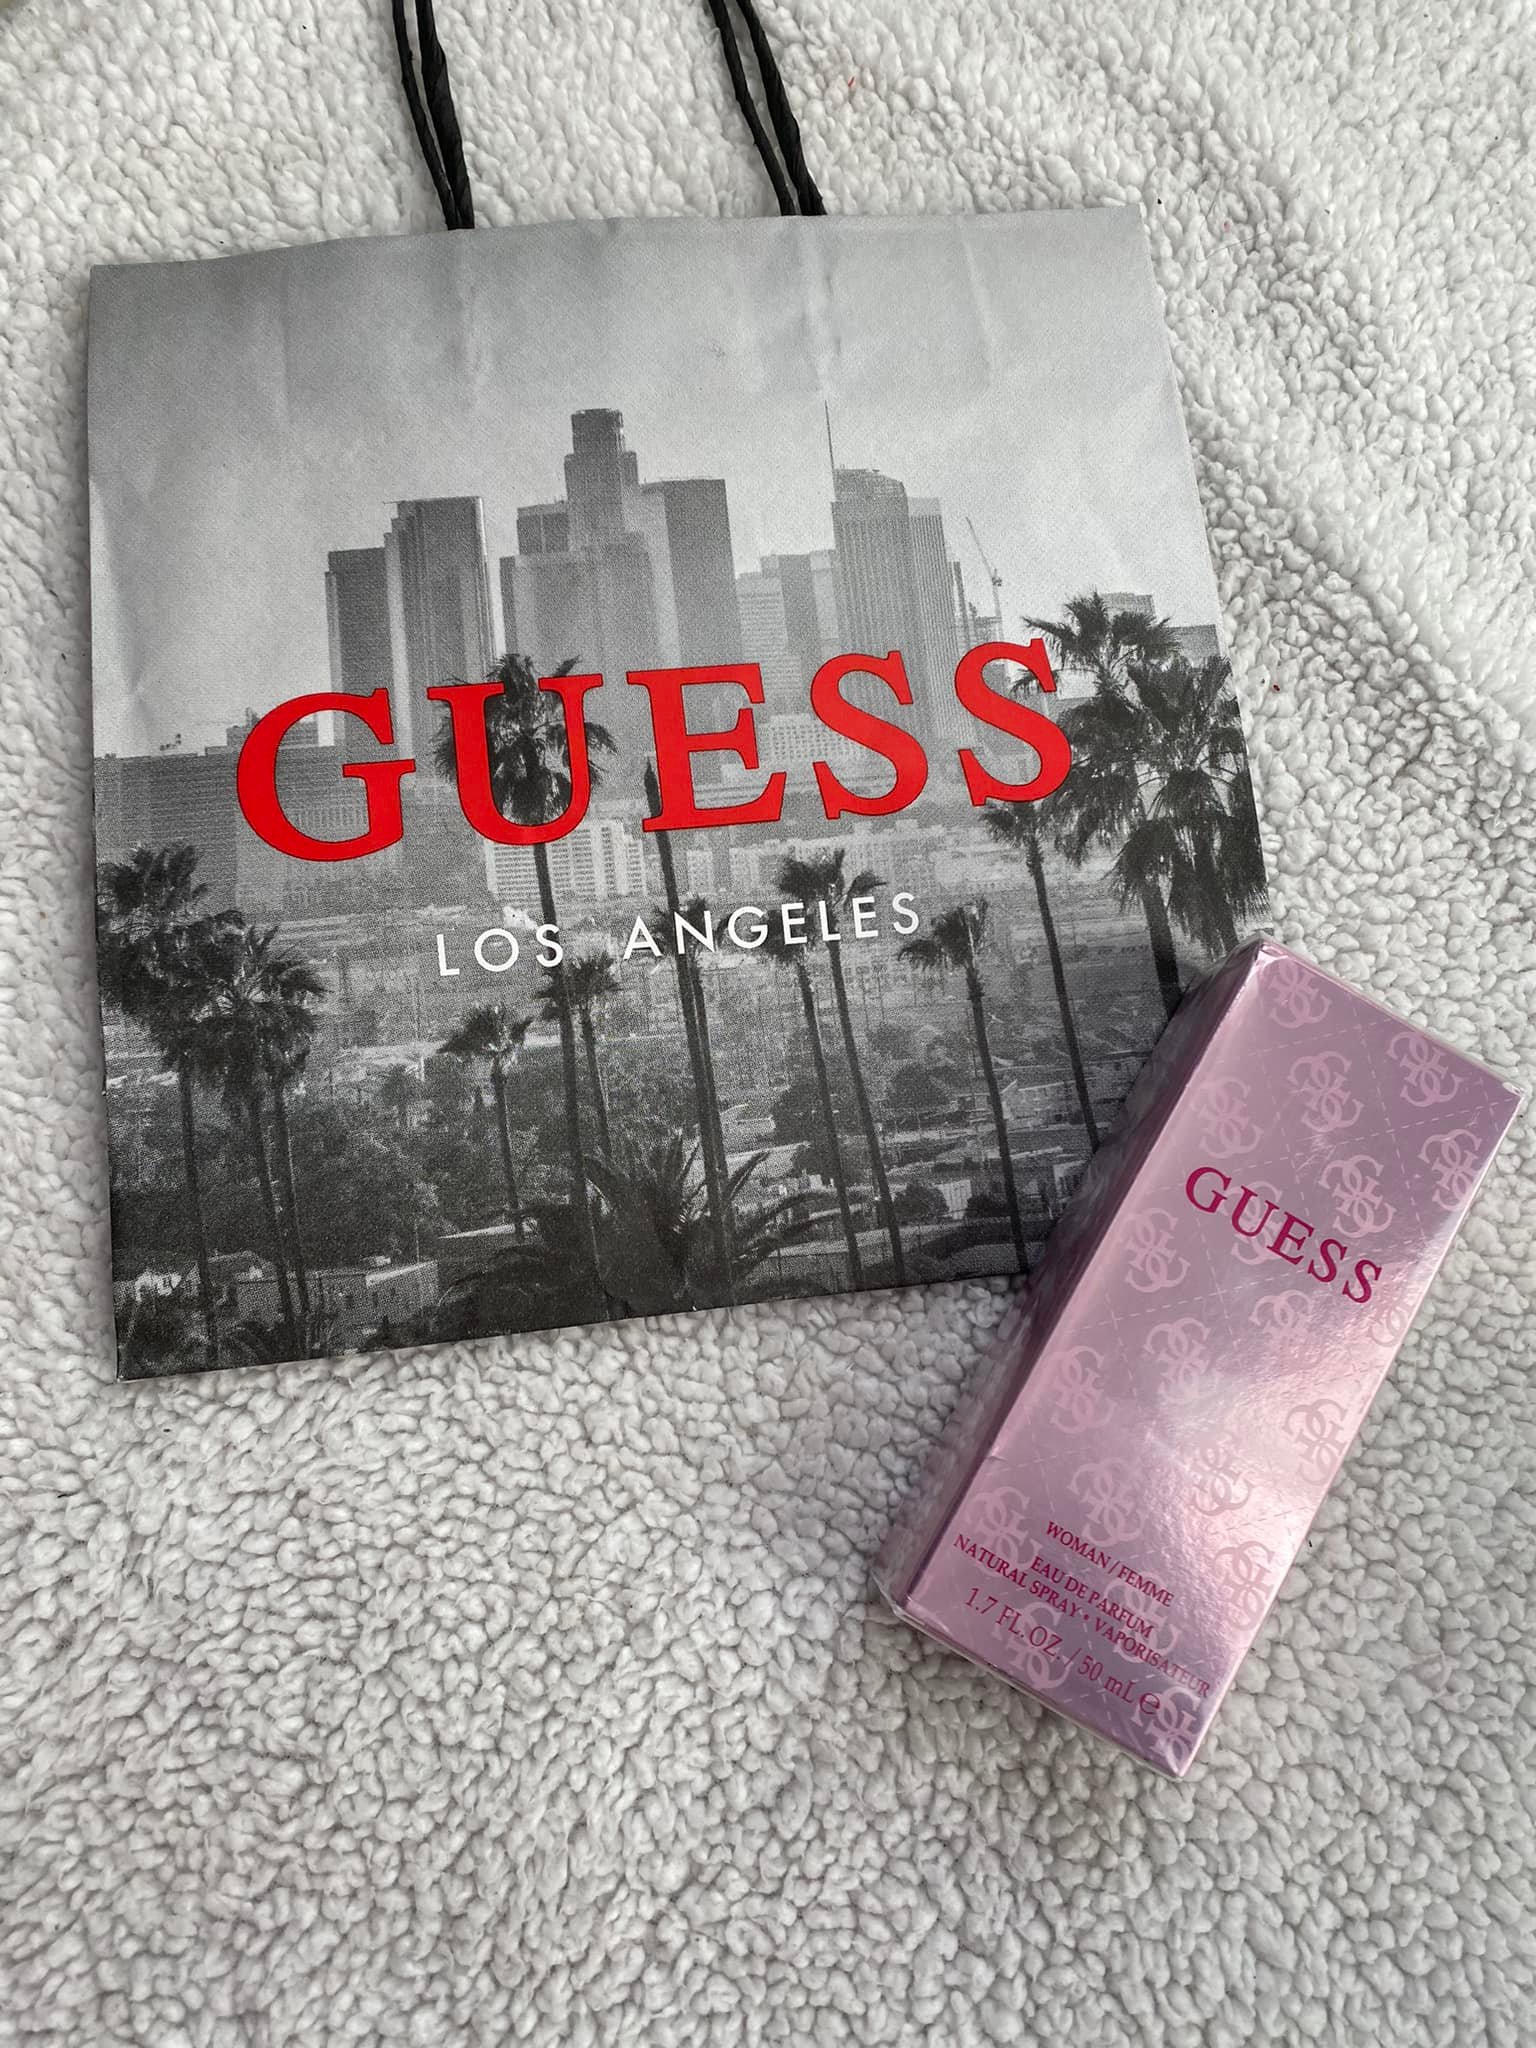 GUESS
LOS ANGELES
GUESS
WOMAN / FEMME
EAU DE PARFUM
NATURAL SPRAY • VAPORISATEUR
1.7 FL. OZ. / 50 mL ℮